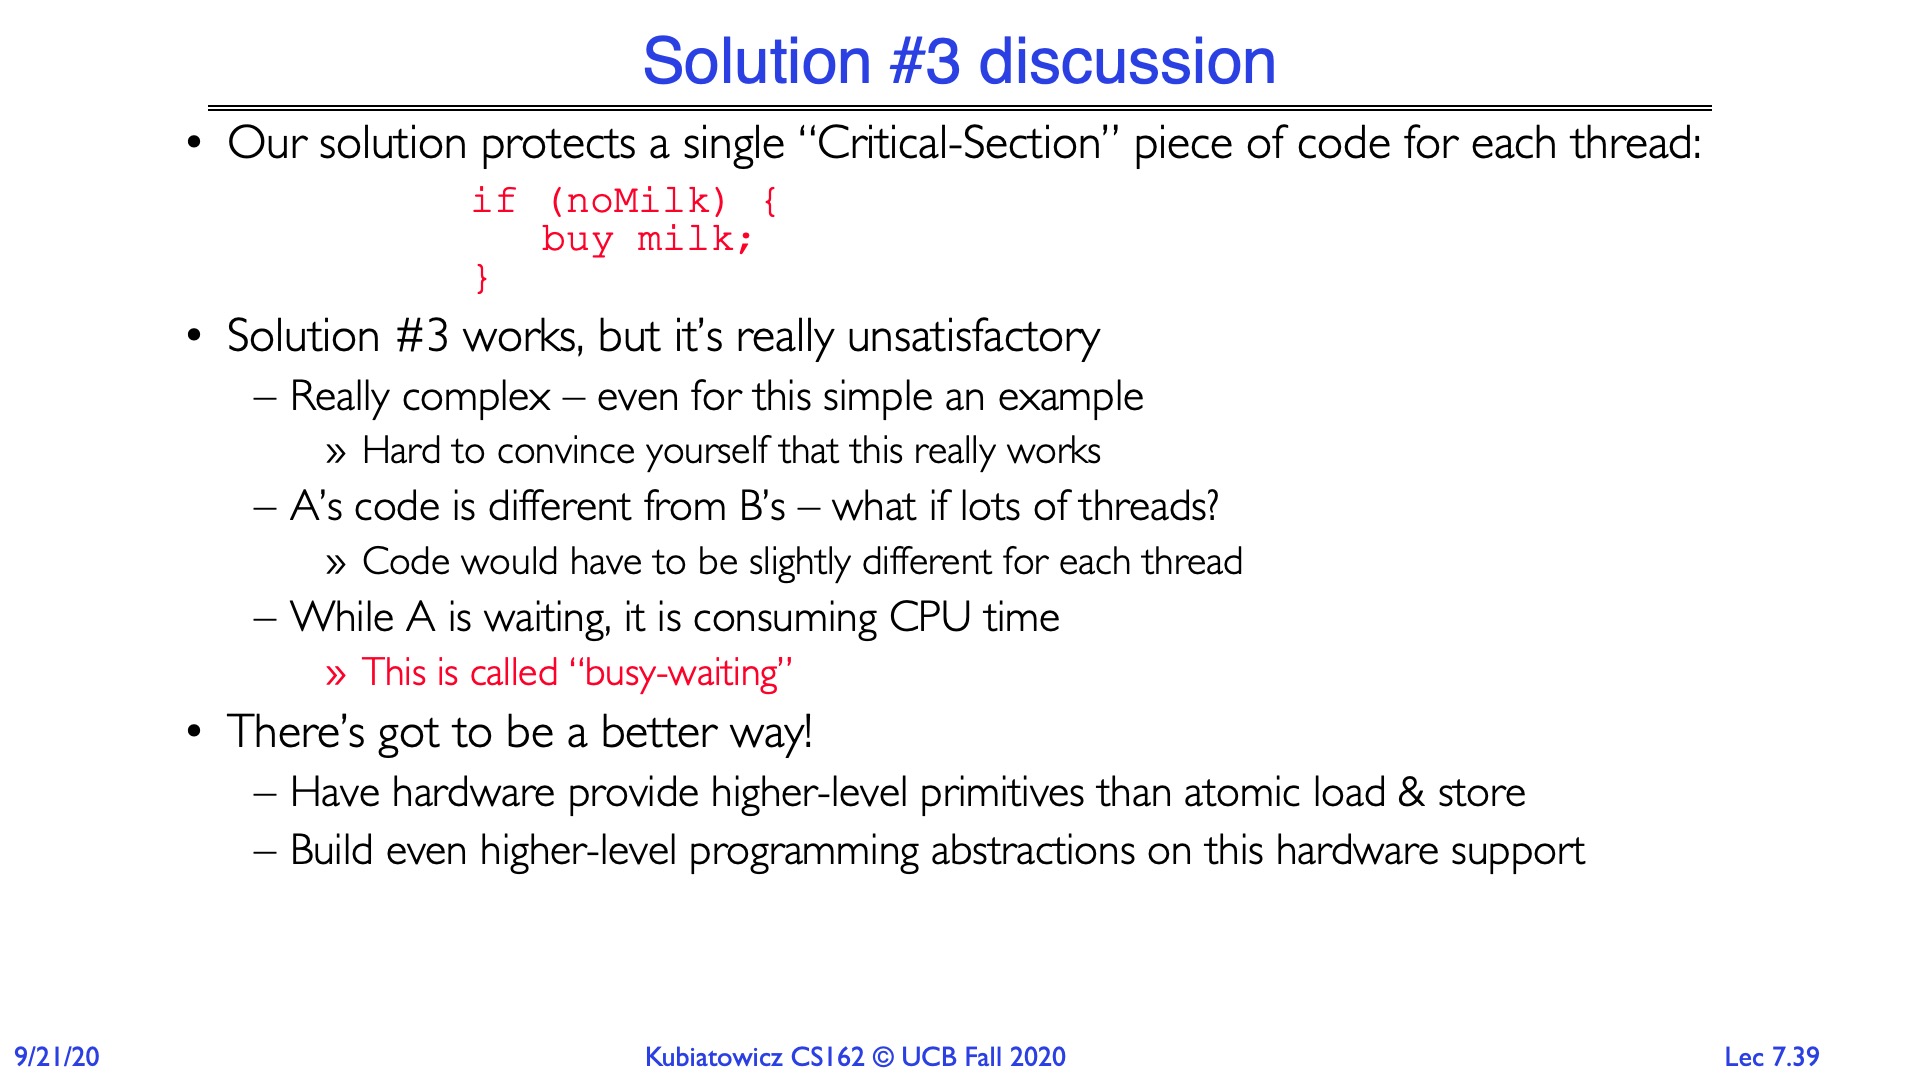 Solution #3 discussion
• Our solution protects a single “Critical-Section” piece of code for each thread:
if (noMilk) {
buy milk;
}
• Solution #3 works, but it’s really unsatisfactory
– Really complex – even for this simple an example
» Hard to convince yourself that this really works
– A’s code is different from B’s – what if lots of threads?
» Code would have to be slightly different for each thread
– While A is waiting, it is consuming CPU time
» This is called “busy-waiting”
• There’s got to be a better way!
– Have hardware provide higher-level primitives than atomic load & store
– Build even higher-level programming abstractions on this hardware support
9/21/20
Kubiatowicz CS162 © UCB Fall 2020
Lec 7.39